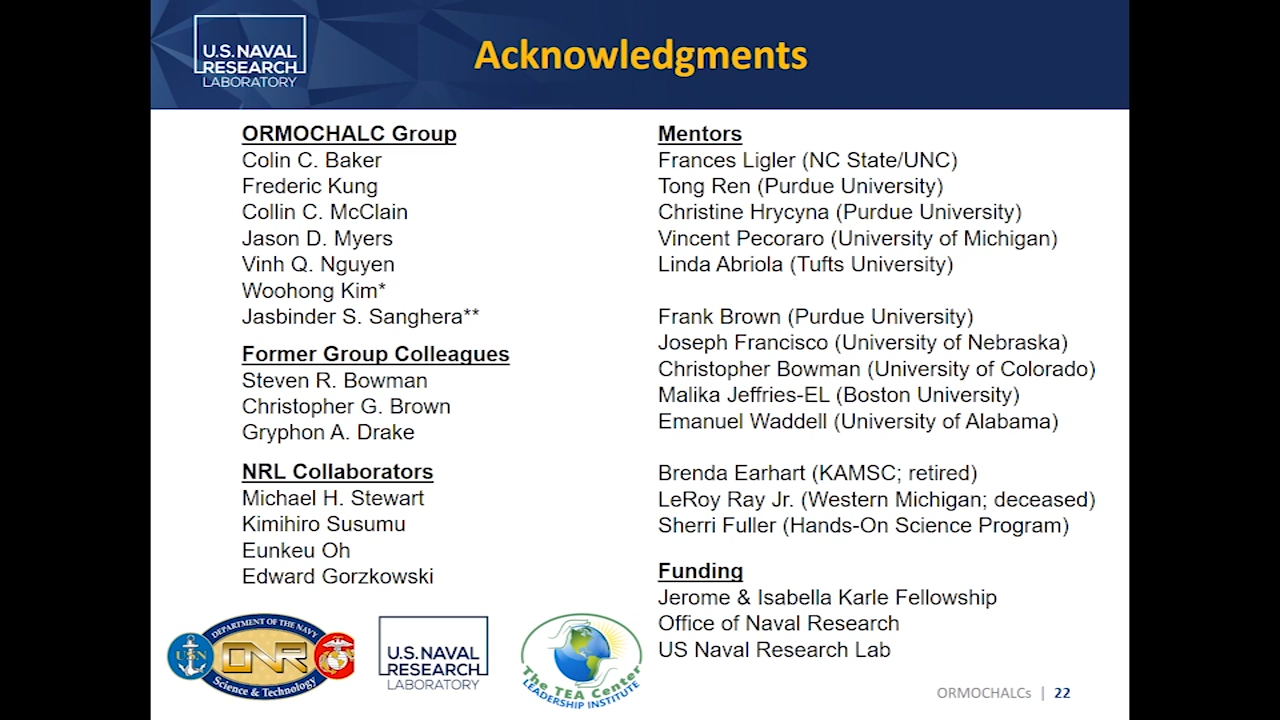 U.S. NAVAL
RESEARCH
LABORATORY
Acknowledgments
ORMOCHALC Group
Colin C. Baker
Frederic Kung
Collin C. McClain
Jason D. Myers
Vinh Q. Nguyen
Woohong Kim*
Jasbinder S. Sanghera**
Former Group Colleagues
Steven R. Bowman
Christopher G. Brown
Gryphon A. Drake
NRL Collaborators
Michael H. Stewart
Kimihiro Susumu
Eunkeu Oh
Edward Gorzkowski
Mentors
Frances Ligler (NC State/UNC)
Tong Ren (Purdue University)
Christine Hrycyna (Purdue University)
Vincent Pecoraro (University of Michigan)
Linda Abriola (Tufts University)
Frank Brown (Purdue University)
Joseph Francisco (University of Nebraska)
Christopher Bowman (University of Colorado)
Malika Jeffries-EL (Boston University)
Emanuel Waddell (University of Alabama)
Brenda Earhart (KAMSC; retired)
LeRoy Ray Jr. (Western Michigan; deceased)
Sherri Fuller (Hands-On Science Program)
Funding
Jerome & Isabella Karle Fellowship
Office of Naval Research
US Naval Research Lab
DEPARTMENT OF THE NAVY
USN
ONR
Science & Technology
U.S. NAVAL
RESEARCH
LABORATORY
The TEA Center
LEADERSHIP INSTITUTE
ORMOCHALCs | 22